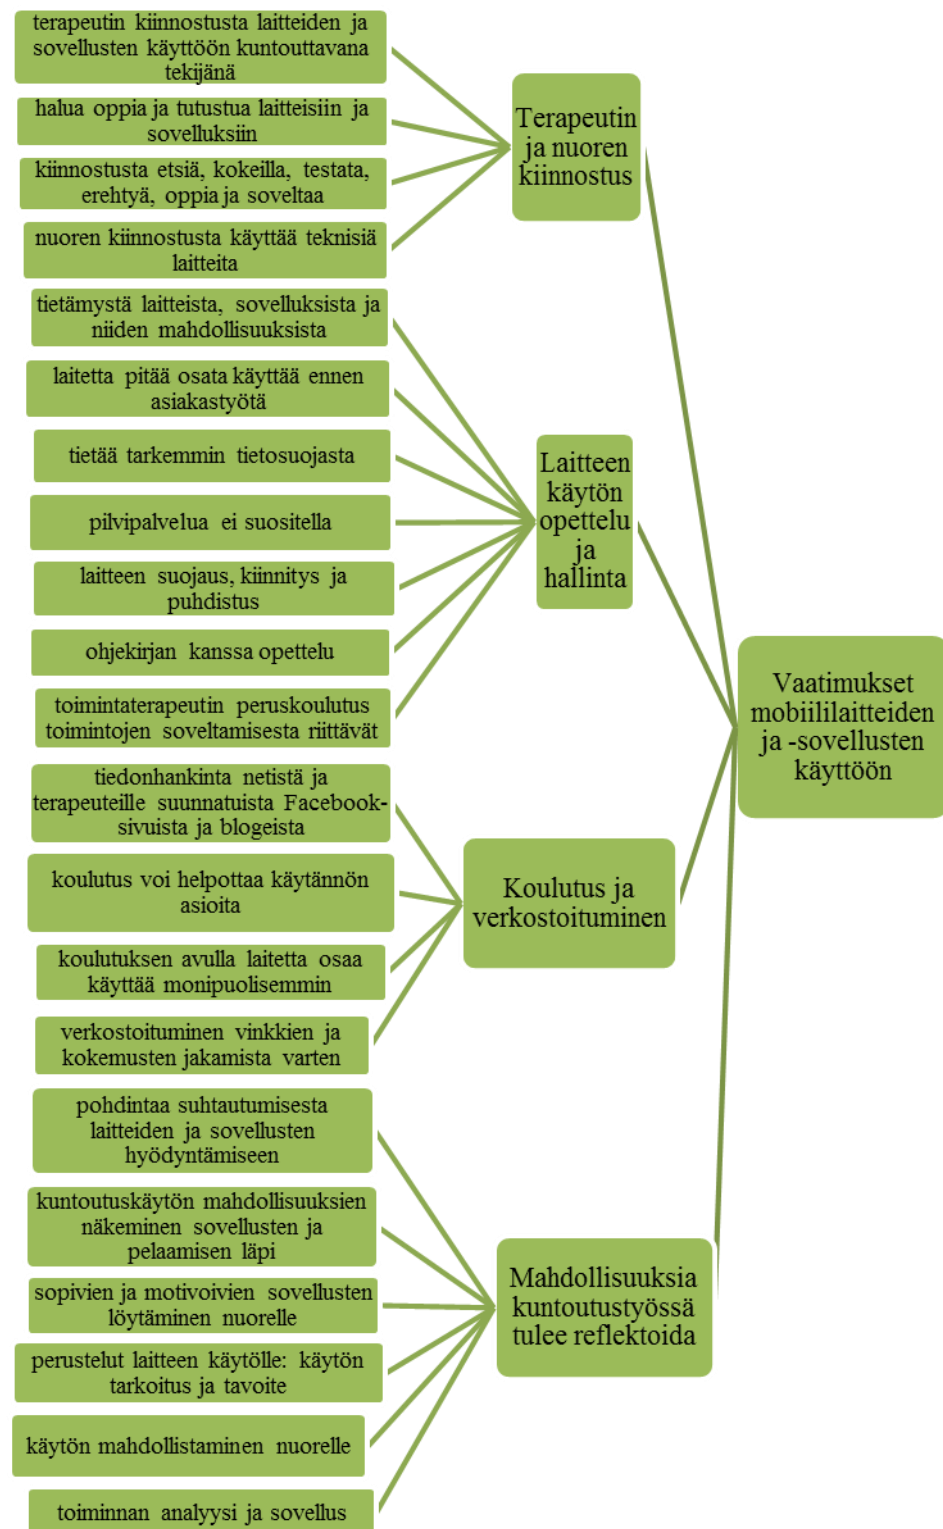 terapeutin kiinnostusta laitteiden ja
sovellusten käyttöön kuntouttavana
tekijänä
halua oppia ja tutustua laitteisiin ja
sovelluksiin
kiinnostusta etsiä, kokeilla, testata,
erehtyä, oppia ja soveltaa
nuoren kiinnostusta käyttää teknisiä
laitteita
Terapeutin
ja nuoren
kiinnostus
tietämystä laitteista, sovelluksista ja
niiden mahdollisuuksista
laitetta pitää osata käyttää ennen
asiakastyötä
tietää tarkemmin tietosuojasta
pilvipalvelua ei suositella
laitteen suojaus, kiinnitys ja
puhdistus
ohjekirjan kanssa opettelu
toimintaterapeutin peruskoulutus
toimintojen soveltamisesta riittävät
Laitteen
käytön
opettelu
ja
hallinta
tiedonhankinta netistä ja
terapeuteille suunnatuista Facebook-
sivuista ja blogeista
koulutus voi helpottaa käytännön
asioita
koulutuksen avulla laitetta osaa
käyttää monipuolisemmin
verkostoituminen vinkkien ja
kokemusten jakamista varten
Koulutus ja
verkostoituminen
pohdintaa suhtautumisesta
laitteiden ja sovellusten
hyödyntämiseen
kuntoutuskäytön mahdollisuuksien
näkeminen sovellusten ja
pelaamisen läpi
sopivien ja motivoivien sovellusten
löytäminen nuorelle
perustelut laitteen käytölle: käytön
tarkoitus ja tavoite
käytön mahdollistaminen nuorelle
toiminnan analyysi ja sovellus
Mahdollisuuksia
kuntoutustyössä
tulee reflektoida
Vaatimukset
mobiililaitteiden
ja -sovellusten
käyttöön